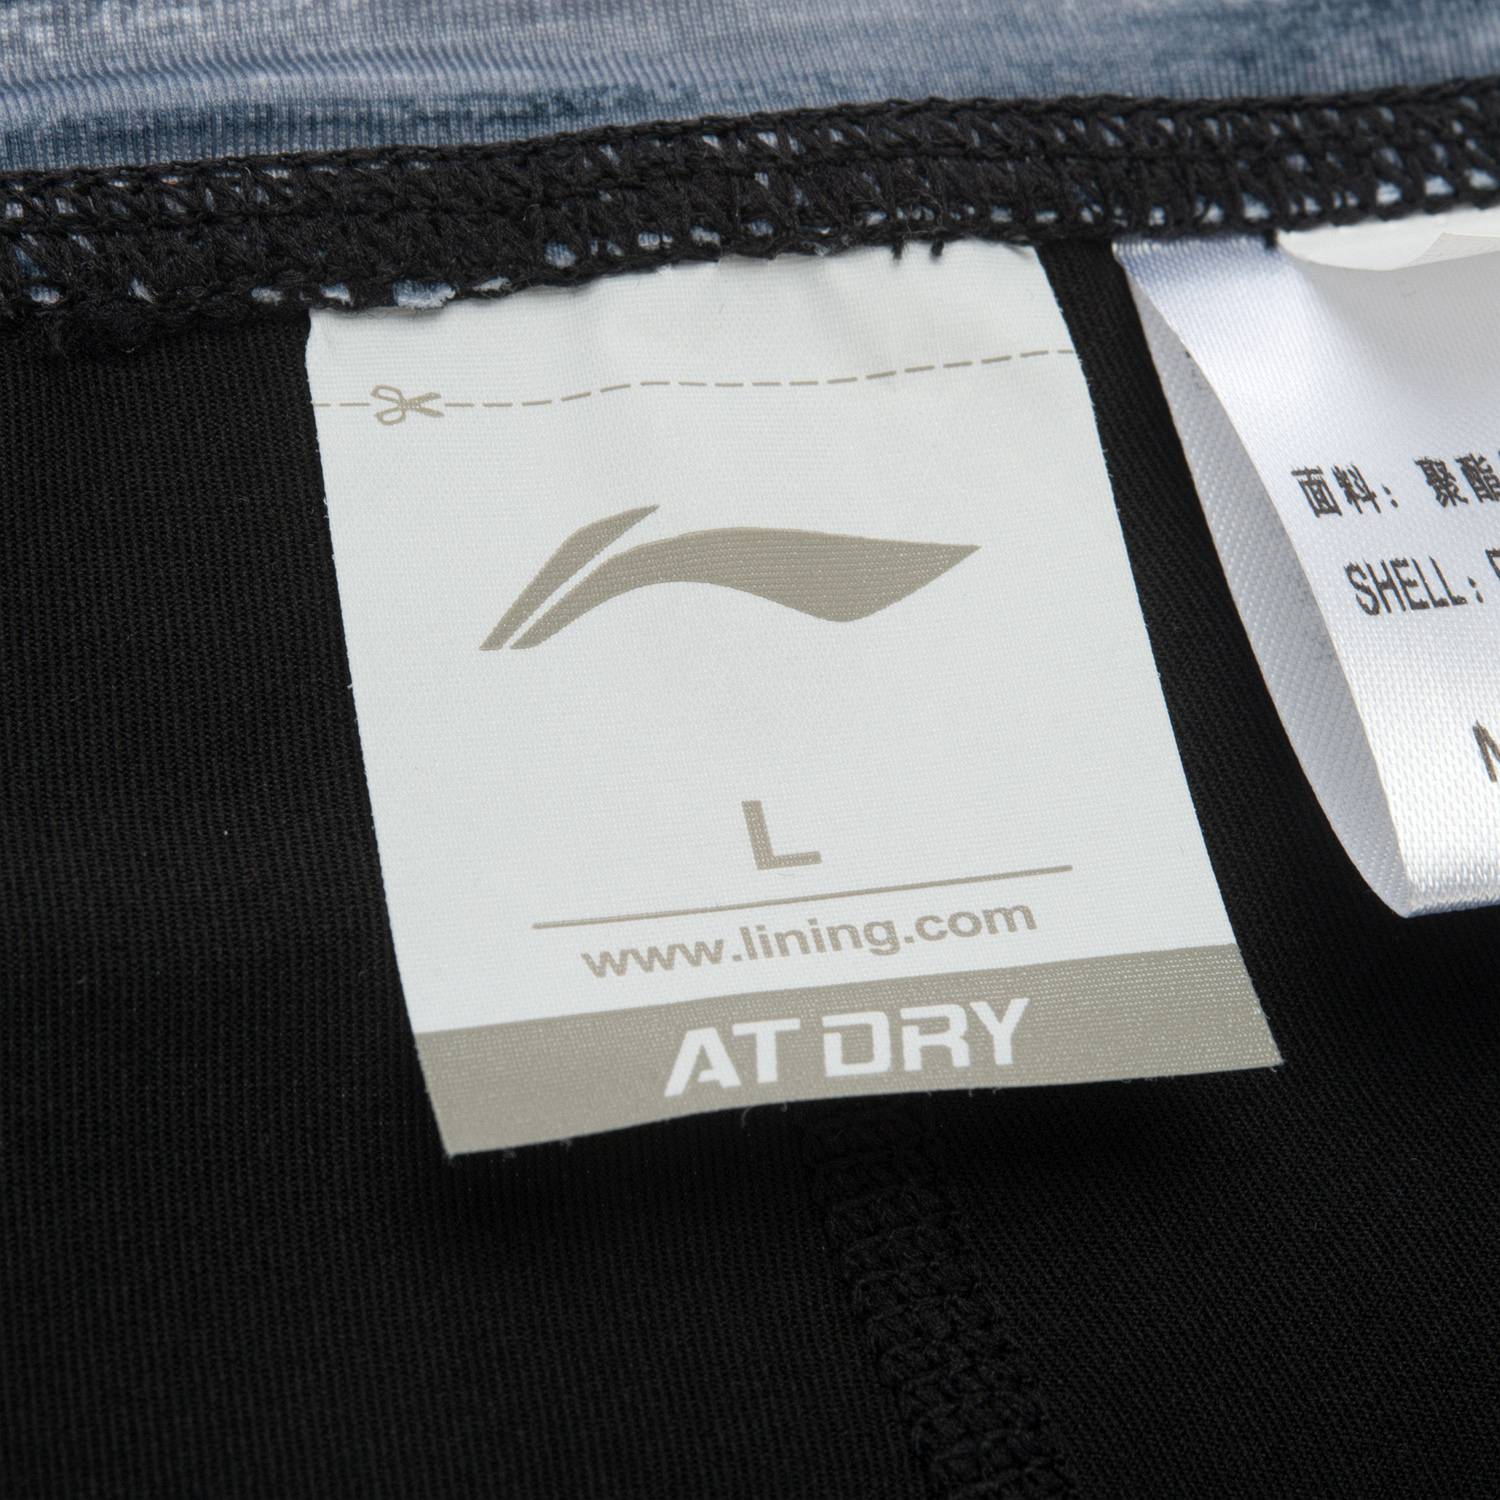 L
www.lining.com
AT DRY
面料：聚酯
SHELL: